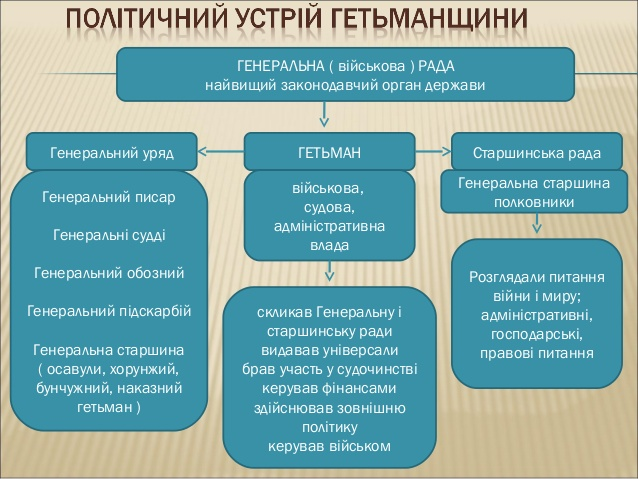 ПОЛІТИЧНИЙ УСТРІЙ ГЕТЬМАНЩИНИ
ГЕНЕРАЛЬНА ( військова ) РАДА
найвищий законодавчий орган держави
Генеральний уряд
ГЕТЬМАН
Старшинська рада
Генеральний писар
Генеральні судді
Генеральний обозний
Генеральний підскарбій
Генеральна старшина
( осавули, хорунжий,
бунчужний, наказний
гетьман )
військова,
судова,
адміністративна
влада
скликав Генеральну і
старшинську ради
видавав універсали
брав участь у судочинстві
керував фінансами
здійснював зовнішню
політику
керував військом
Генеральна старшина
полковники
Розглядали питання
війни і миру;
адміністративні,
господарські,
правові питання